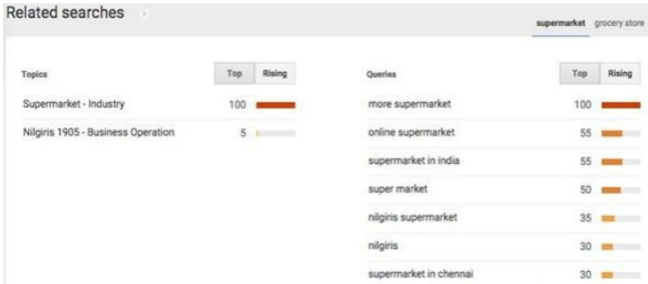 Related searches ?
supermarket grocery store
Topics Top Rising
Supermarket - Industry 100
Nilgiris 1905 - Business Operation 5
Queries Top Rising
more supermarket 100
online supermarket 55
supermarket in india 55
super market 50
nilgiris supermarket 35
nilgiris 30
supermarket in chennai 30